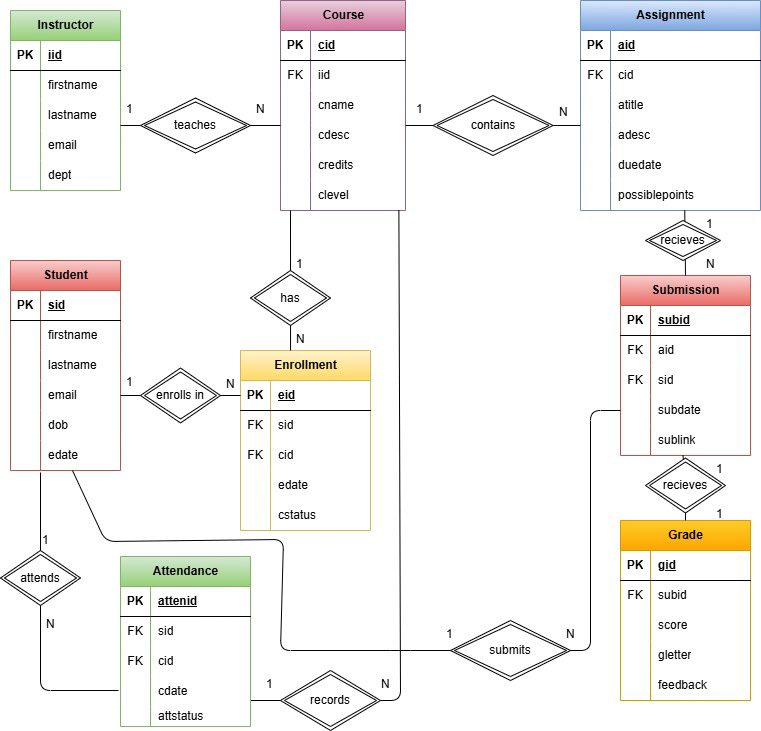 Instructor
PK iid
firstname
lastname
email
dept
1
teaches
N
Course
PK cid
FK iid
cname
cdesc
credits
clevel
1
contains
N
Assignment
PK aid
FK cid
atitle
adesc
duedate
possiblepoints
1
recieves
N
1
has
N
Student
PK sid
firstname
lastname
email
dob
edate
1
enrolls in
N
Enrollment
PK eid
FK sid
FK cid
edate
cstatus
Submission
PK subid
FK aid
FK sid
subdate
sublink
1
recieves
1
1
attends
N
Attendance
PK attenid
FK sid
FK cid
cdate
attstatus
1
records
N
1
submits
N
Grade
PK gid
FK subid
score
gletter
feedback